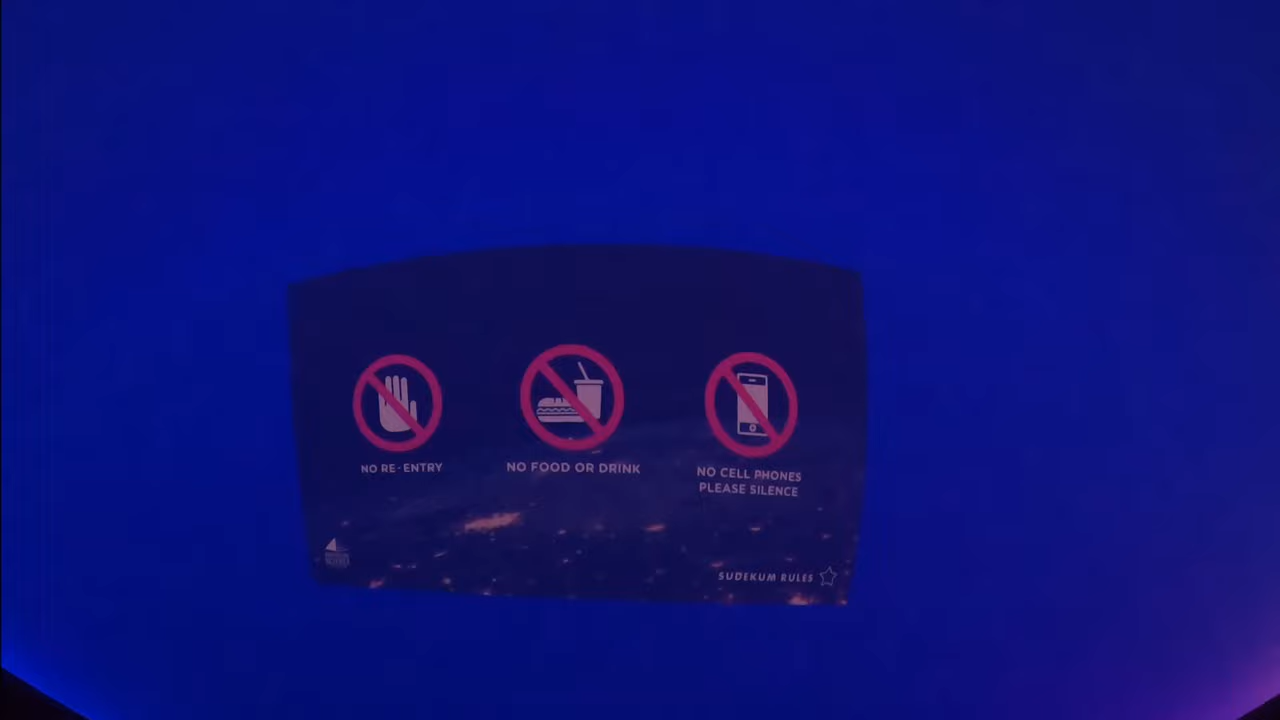 NO RE-ENTRY
NO FOOD OR DRINK
NO CELL PHONES
PLEASE SILENCE
SUDEKUM RULES